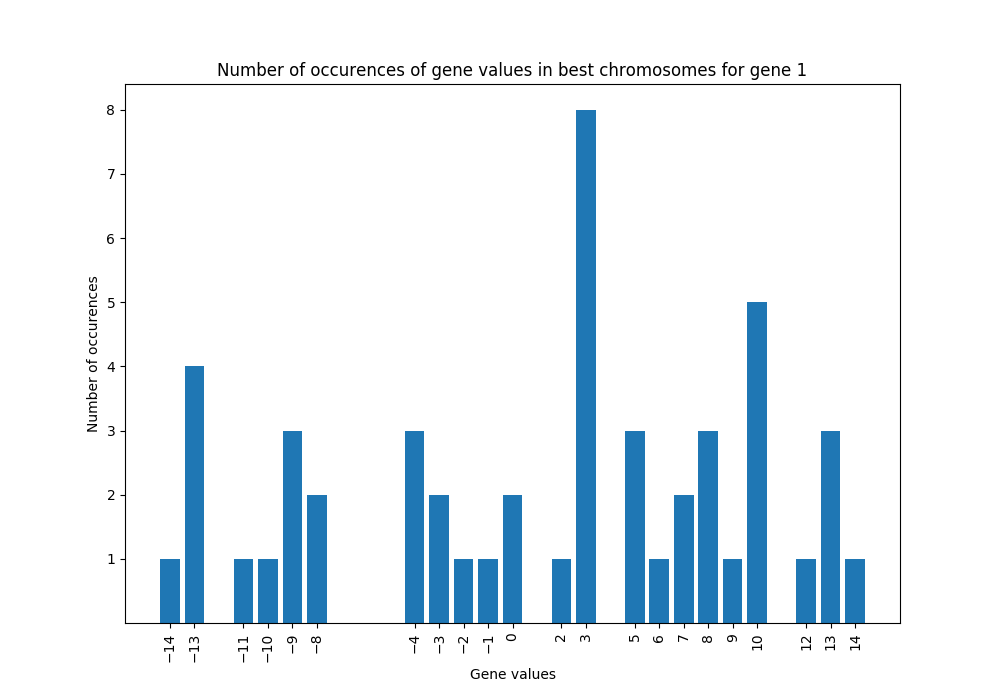 Number of occurences of gene values in best chromosomes for gene 1
Number of occurences
8
7
6
5
4
3
2
1
−14 −13 −11 −10 −9 −8 −4 −3 −2 −1 0 2 3 5 6 7 8 9 10 12 13 14
Gene values